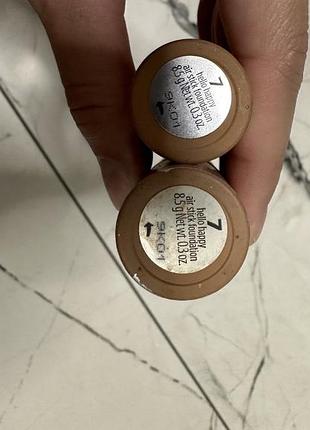 7
hello happy
air stick foundation
8.5 g Net wt. 0.3 oz.
9K01
7
hello happy
air stick foundation
8.5 g Net wt. 0.3 oz.
9K01